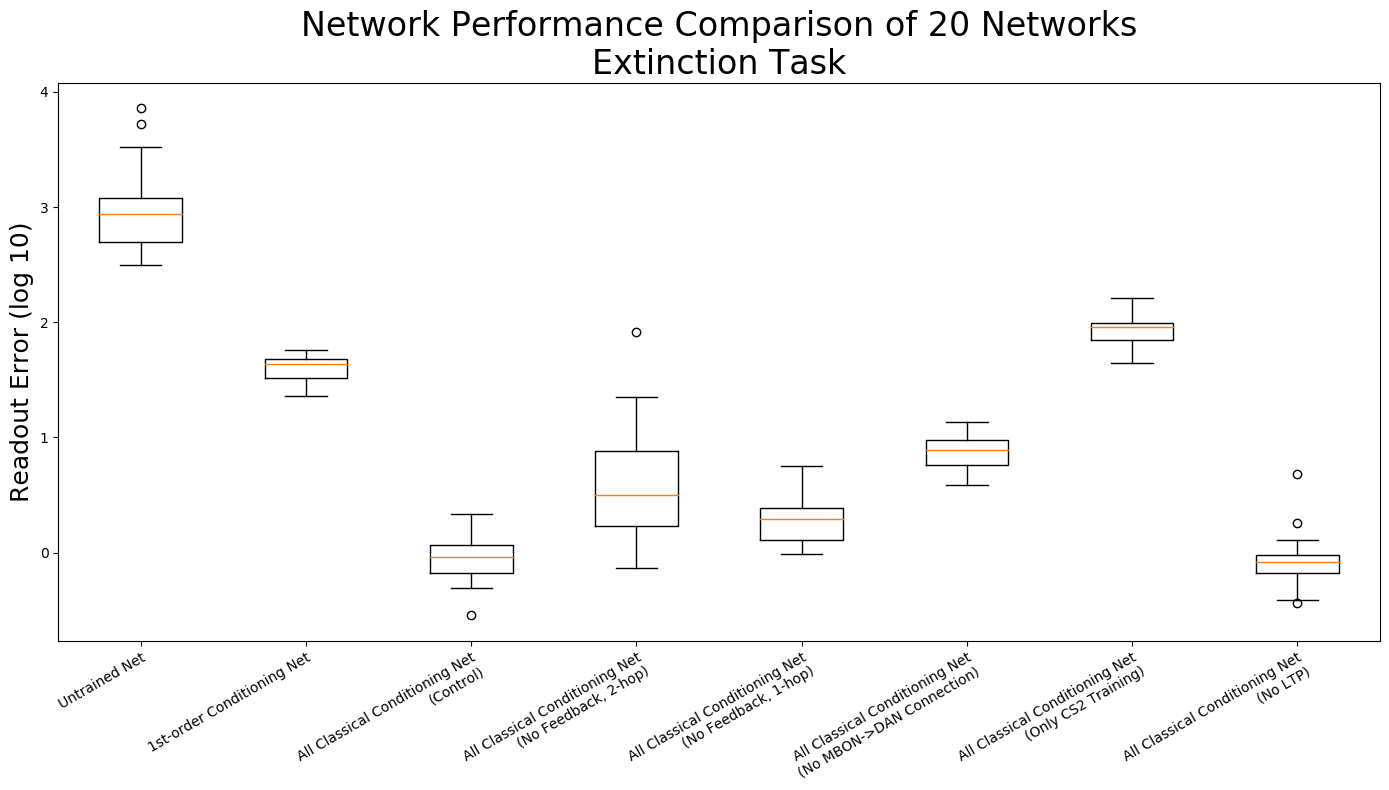 Network Performance Comparison of 20 Networks
Extinction Task
Readout Error (log 10)
4
3
2
1
0
Untrained Net
1st-order Conditioning Net
All Classical Conditioning Net
(Control)
All Classical Conditioning Net
(No Feedback, 2-hop)
All Classical Conditioning Net
(No Feedback, 1-hop)
All Classical Conditioning Net
(No MBON->DAN Connection)
All Classical Conditioning Net
(Only CS2 Training)
All Classical Conditioning Net
(No LTP)